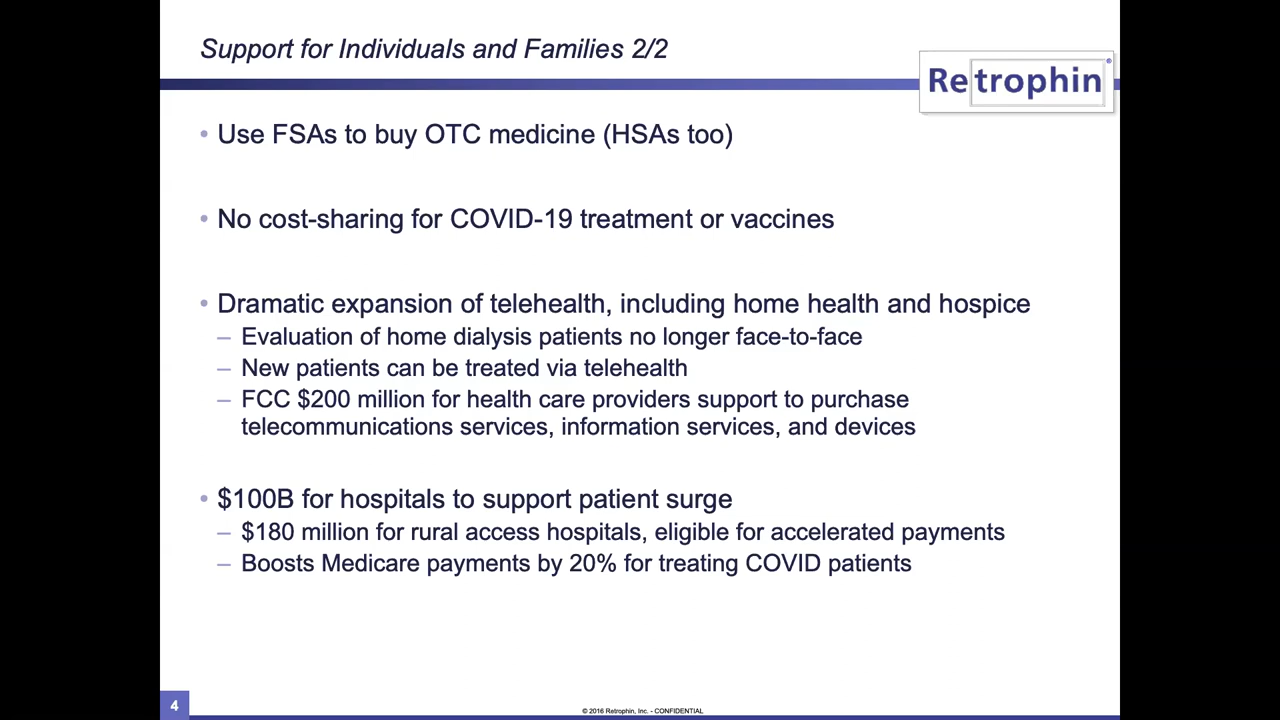 Support for Individuals and Families 2/2
Retrophin®
• Use FSAs to buy OTC medicine (HSAs too)
• No cost-sharing for COVID-19 treatment or vaccines
• Dramatic expansion of telehealth, including home health and hospice
– Evaluation of home dialysis patients no longer face-to-face
– New patients can be treated via telehealth
– FCC $200 million for health care providers support to purchase
telecommunications services, information services, and devices
• $100B for hospitals to support patient surge
– $180 million for rural access hospitals, eligible for accelerated payments
– Boosts Medicare payments by 20% for treating COVID patients
4
© 2016 Retrophin, Inc. - CONFIDENTIAL